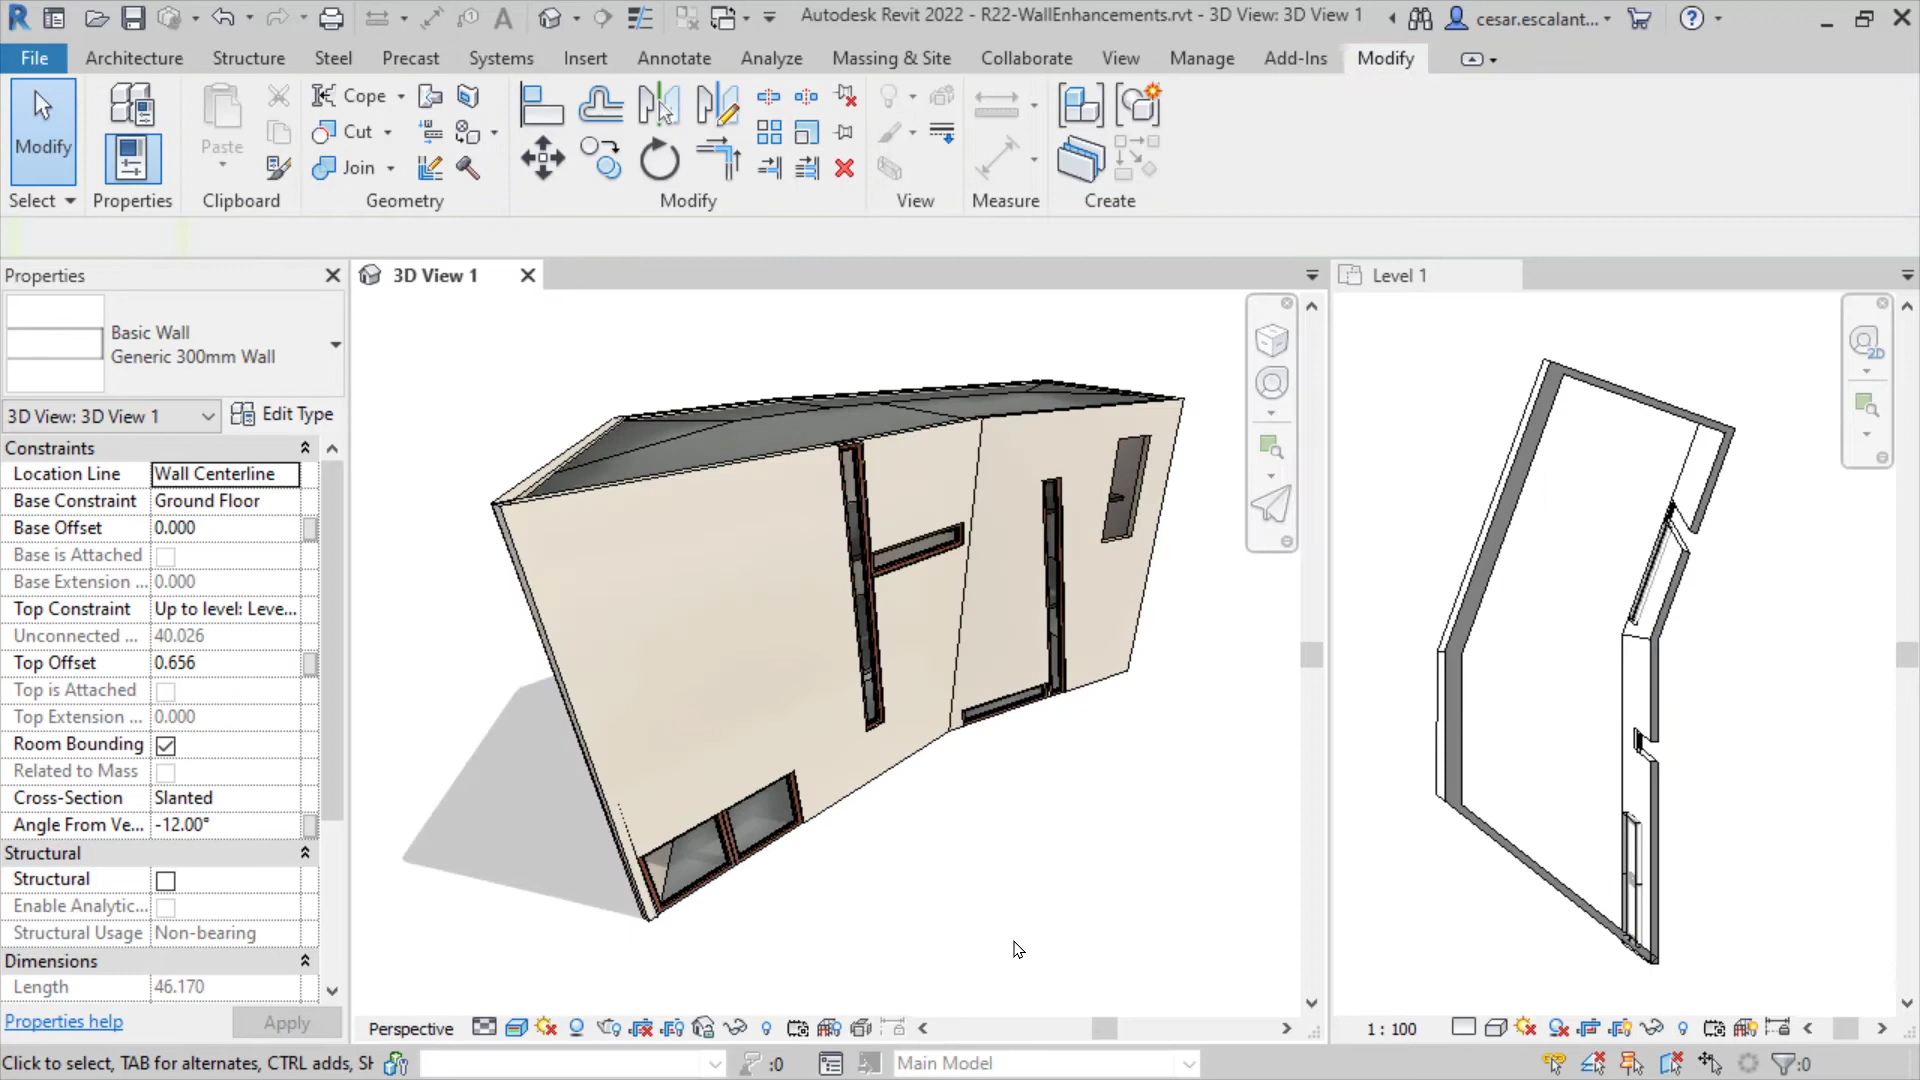 Autodesk Revit 2022 - R22-WallEnhancements.rvt - 3D View: 3D View 1
cesar.escalant...
File Architecture Structure Steel Precast Systems Insert Annotate Analyze Massing & Site Collaborate View Manage Add-Ins Modify
Modify
Paste
Cope
Cut
Join
Select Properties Clipboard Geometry Modify View Measure Create
Properties
3D View 1
Level 1
Basic Wall
Generic 300mm Wall
3D View: 3D View 1
Edit Type
Constraints
Location Line Wall Centerline
Base Constraint Ground Floor
Base Offset 0.000
Base is Attached
Base Extension ... 0.000
Top Constraint Up to level: Leve...
Unconnected ... 40.026
Top Offset 0.656
Top is Attached
Top Extension ... 0.000
Room Bounding
Related to Mass
Cross-Section Slanted
Angle From Ve... -12.00°
Structural
Structural
Enable Analytic...
Structural Usage Non-bearing
Dimensions
Length 46.170
Properties help
Apply
Perspective
1 : 100
Click to select, TAB for alternates, CTRL adds, SH
:0
Main Model
:0
2D